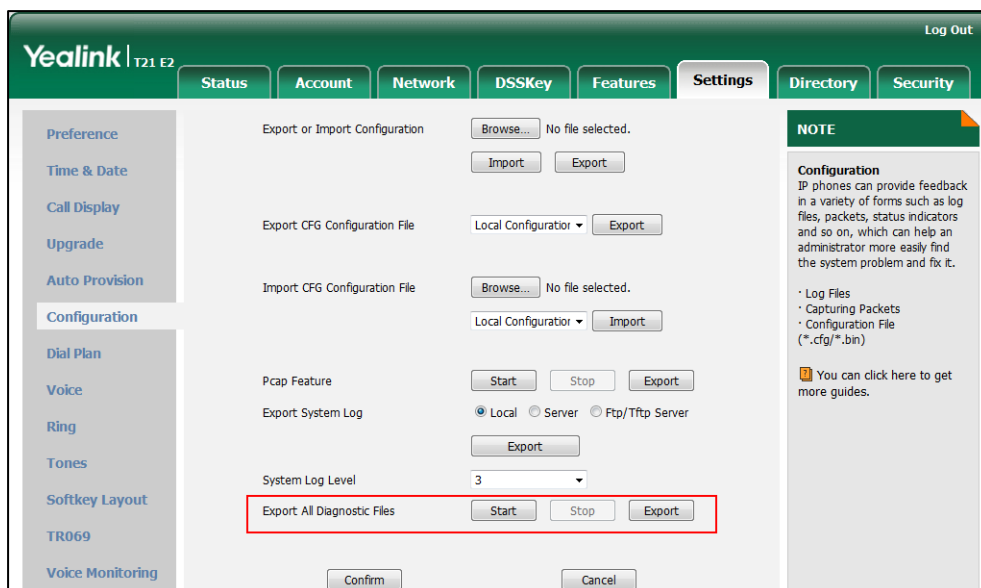 Log Out
Yealink | T21 E2
Status Account Network DSSKey Features Settings Directory Security
Preference
Time & Date
Call Display
Upgrade
Auto Provision
Configuration
Dial Plan
Voice
Ring
Tones
Softkey Layout
TR069
Voice Monitoring
Export or Import Configuration Browse... No file selected.
Import Export
Export CFG Configuration File Local Configuration Export
Import CFG Configuration File Browse... No file selected.
Local Configuration Import
Pcap Feature Start Stop Export
Export System Log Local Server Ftp/Tftp Server
Export
System Log Level 3
Export All Diagnostic Files Start Stop Export
Confirm Cancel
NOTE
Configuration
IP phones can provide feedback
in a variety of forms such as log
files, packets, status indicators
and so on, which can help an
administrator more easily find
the system problem and fix it.
· Log Files
· Capturing Packets
· Configuration File
(*.cfg/*.bin)
You can click here to get
more guides.